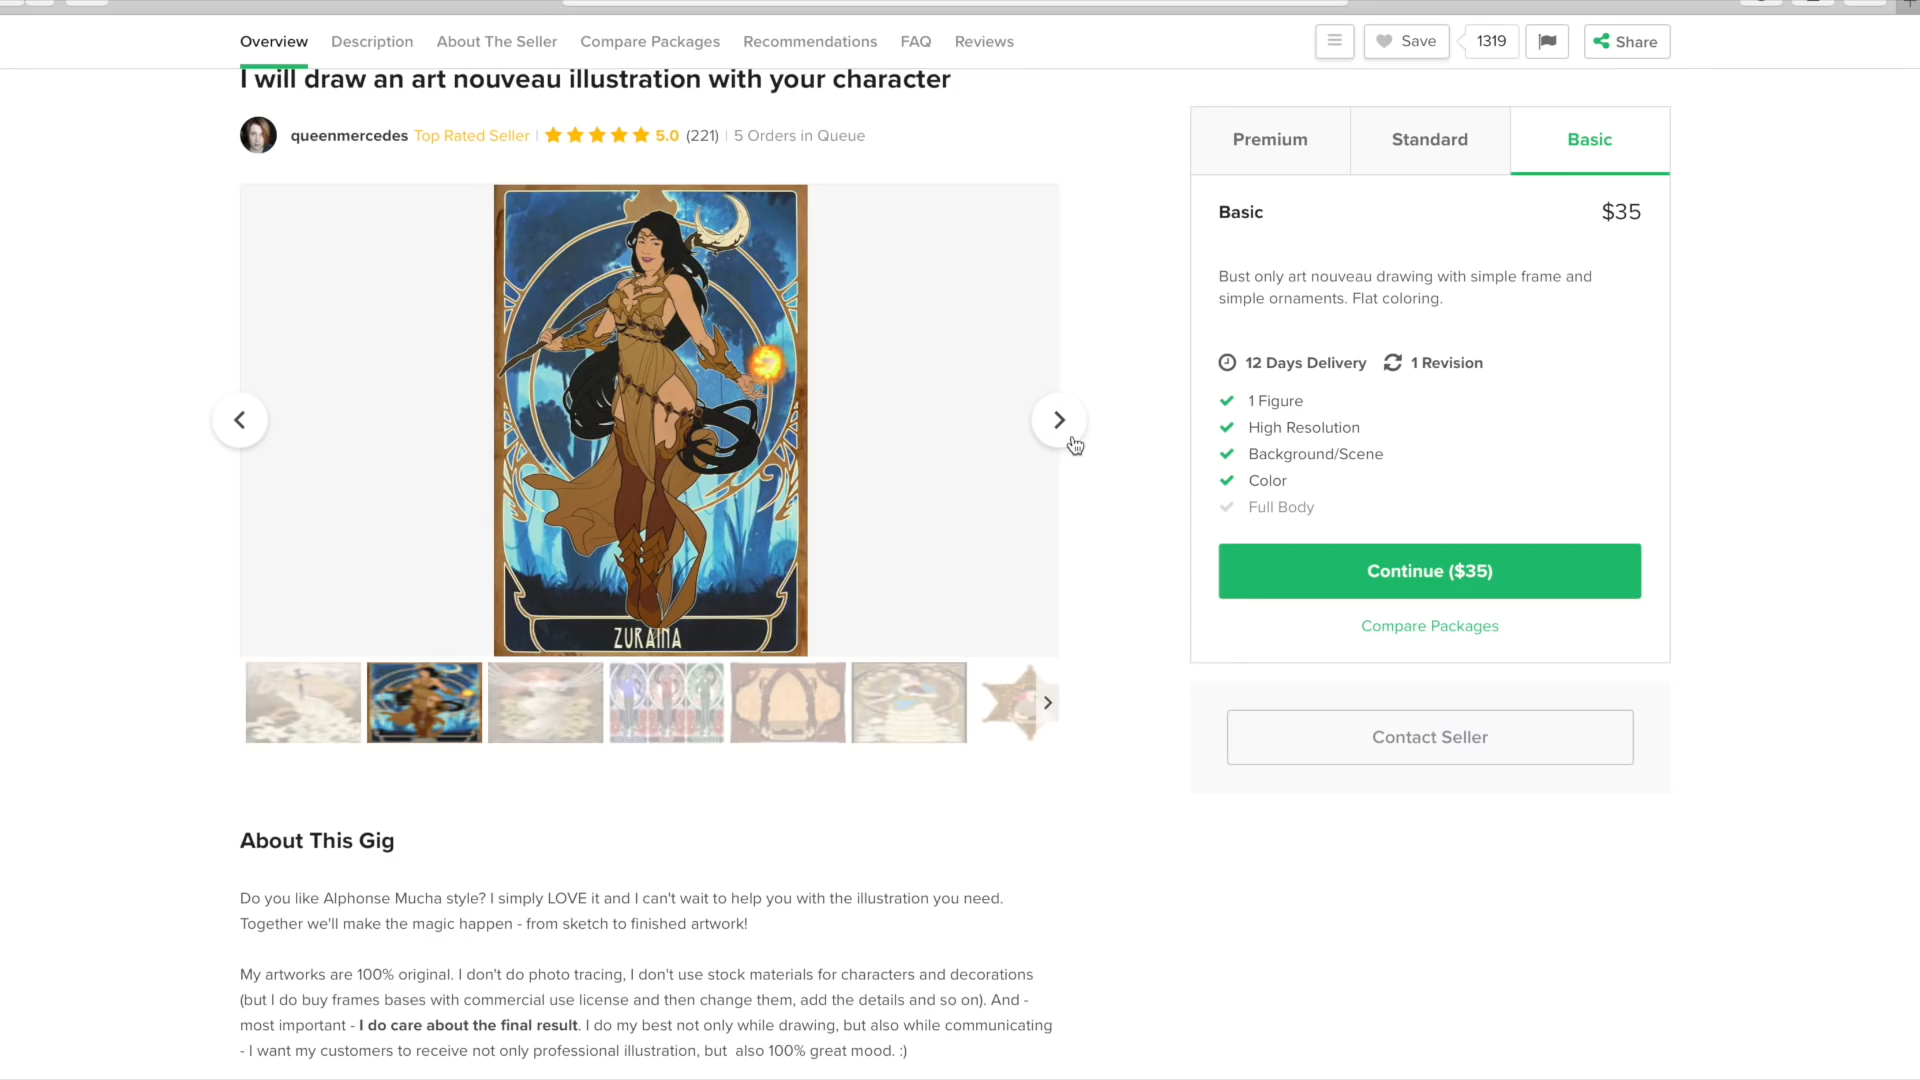 Overview Description About The Seller Compare Packages Recommendations FAQ Reviews
Save 1319 Share
I will draw an art nouveau illustration with your character
queenmercedes Top Rated Seller | 5.0 (221) | 5 Orders in Queue
ZURAINA
Premium Standard Basic
Basic $35
Bust only art nouveau drawing with simple frame and
simple ornaments. Flat coloring.
12 Days Delivery 1 Revision
1 Figure
High Resolution
Background/Scene
Color
Full Body
Continue ($35)
Compare Packages
Contact Seller
About This Gig
Do you like Alphonse Mucha style? I simply LOVE it and I can't wait to help you with the illustration you need.
Together we'll make the magic happen - from sketch to finished artwork!
My artworks are 100% original. I don't do photo tracing, I don't use stock materials for characters and decorations
(but I do buy frames bases with commercial use license and then change them, add the details and so on). And -
most important - I do care about the final result. I do my best not only while drawing, but also while communicating
- I want my customers to receive not only professional illustration, but also 100% great mood. :)